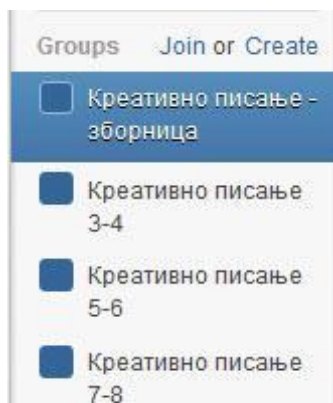 Groups Join or Create
Креативно писање -
зборница
Креативно писање
3-4
Креативно писање
5-6
Креативно писање
7-8